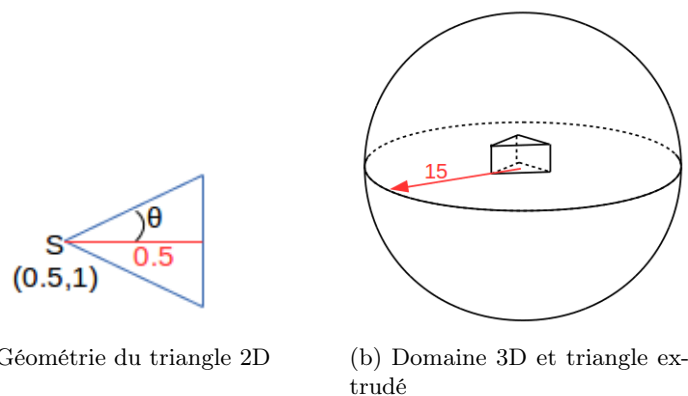 θ
S
0.5
(0.5,1)
15
Géométrie du triangle 2D
(b) Domaine 3D et triangle ex-
trudé